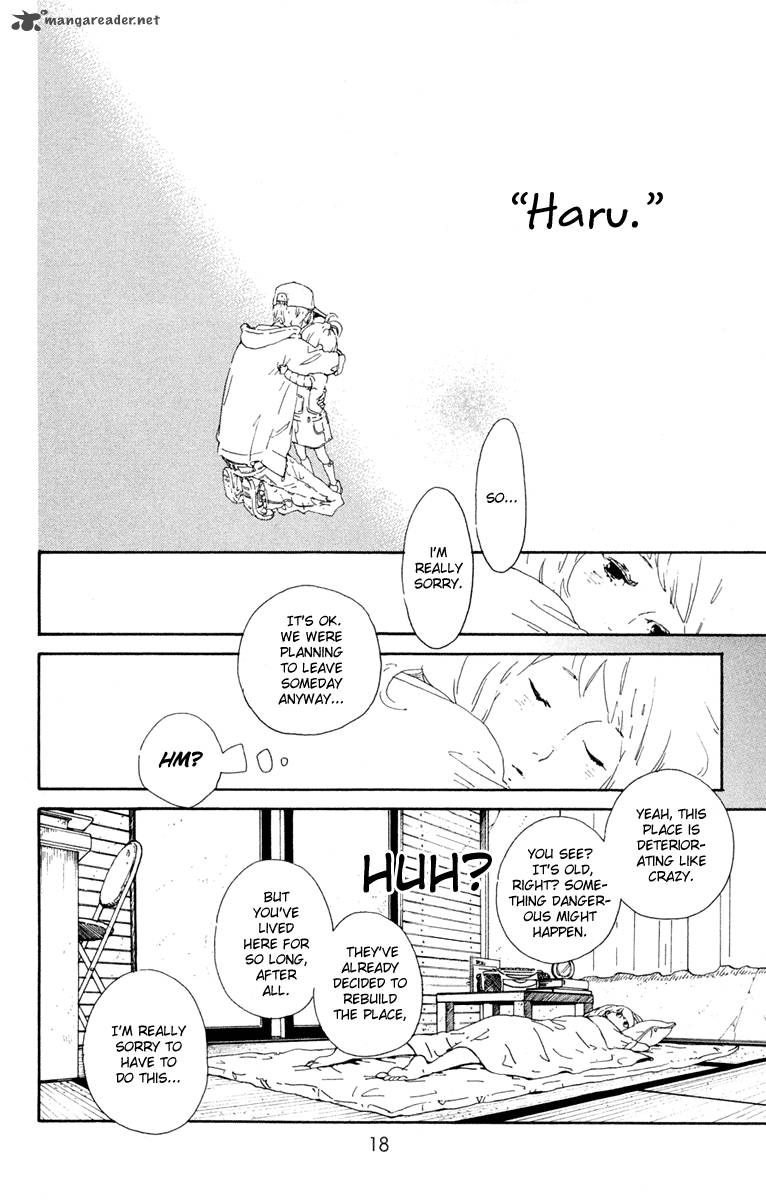 mangareader.net
"Haru."
SO...
I'M
REALLY
SORRY.
IT'S OK.
WE WERE
PLANNING
TO LEAVE
SOMEDAY
ANYWAY...
HM?
YEAH, THIS
PLACE IS
DETERIOR-
ATING LIKE
CRAZY.
YOU SEE?
IT'S OLD,
RIGHT? SOME-
THING DANGER-
OUS MIGHT
HAPPEN.
HUH?
THEY'VE
ALREADY
DECIDED TO
REBUILD
THE PLACE,
BUT
YOU'VE
LIVED
HERE FOR
SO LONG,
AFTER
ALL.
I'M REALLY
SORRY TO
HAVE TO
DO THIS...
18